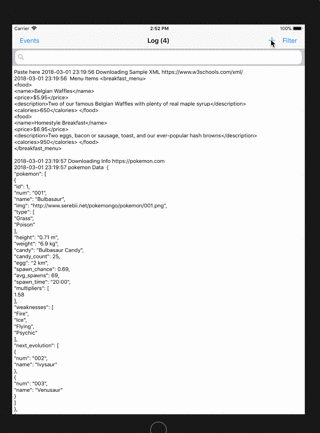 Carrier
2:52 PM
100%
Events
Log (4)
Filter
Paste here 2018-03-01 23:19:56 Downloading Sample XML https://www.w3schools.com/xml/
2018-03-01 23:19:56  Menu Items <breakfast_menu>
<food>
<name>Belgian Waffles</name>
<price>$5.95</price>
<description>Two of our famous Belgian Waffles with plenty of real maple syrup</description>
<calories>650</calories> </food>
<food>
<name>Homestyle Breakfast</name>
<price>$6.95</price>
<description>Two eggs, bacon or sausage, toast, and our ever-popular hash browns</description>
<calories>950</calories> </food>
</breakfast_menu>
2018-03-01 23:19:57 Downloading Info https://pokemon.com
2018-03-01 23:19:57 pokemon Data  {
"pokemon": [
{
"id": 1,
"num": "001",
"name": "Bulbasaur",
"img": "http://www.serebii.net/pokemongo/pokemon/001.png",
"type": [
"Grass",
"Poison"
],
"height": "0.71 m",
"weight": "6.9 kg",
"candy": "Bulbasaur Candy",
"candy_count": 25,
"egg": "2 km",
"spawn_chance": 0.69,
"avg_spawns": 69,
"spawn_time": "20:00",
"multipliers": [
1.58
],
"weaknesses": [
"Fire",
"Ice",
"Flying",
"Psychic"
],
"next_evolution": [
{
"num": "002",
"name": "Ivysaur"
},
{
"num": "003",
"name": "Venusaur"
}
]
},